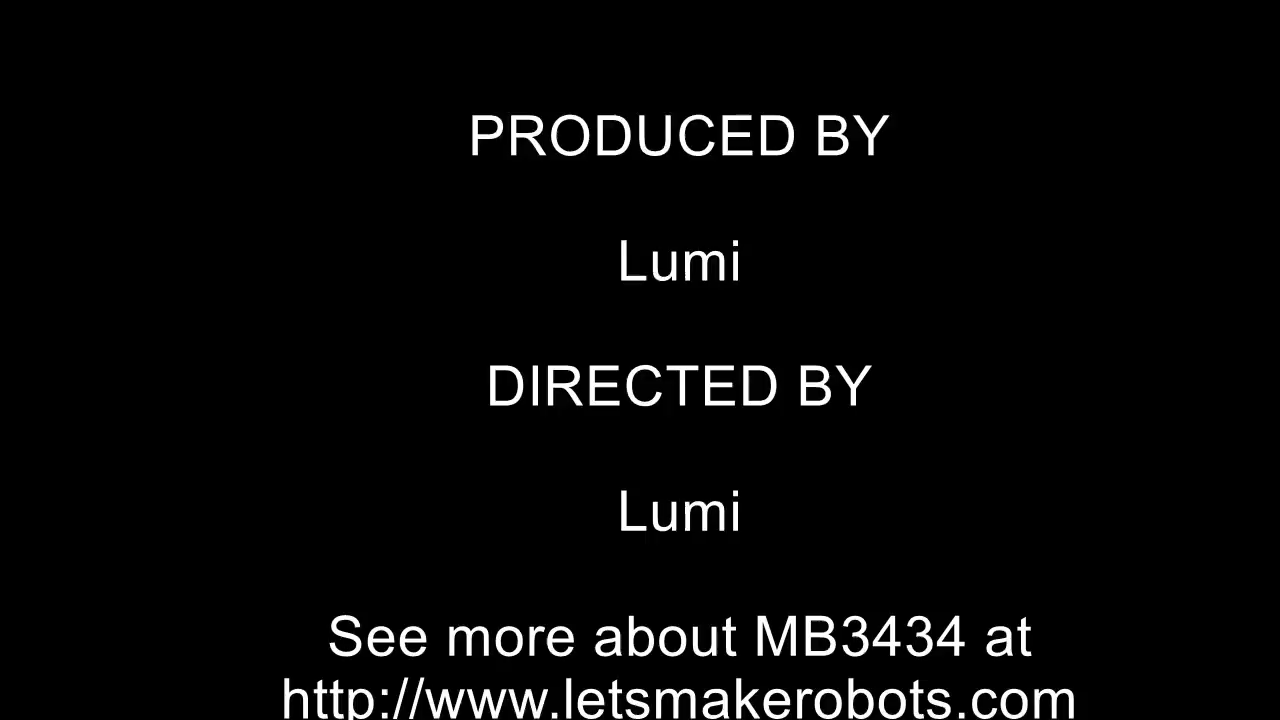 PRODUCED BY
Lumi
DIRECTED BY
Lumi
See more about MB3434 at
http://www.letsmakerobots.com